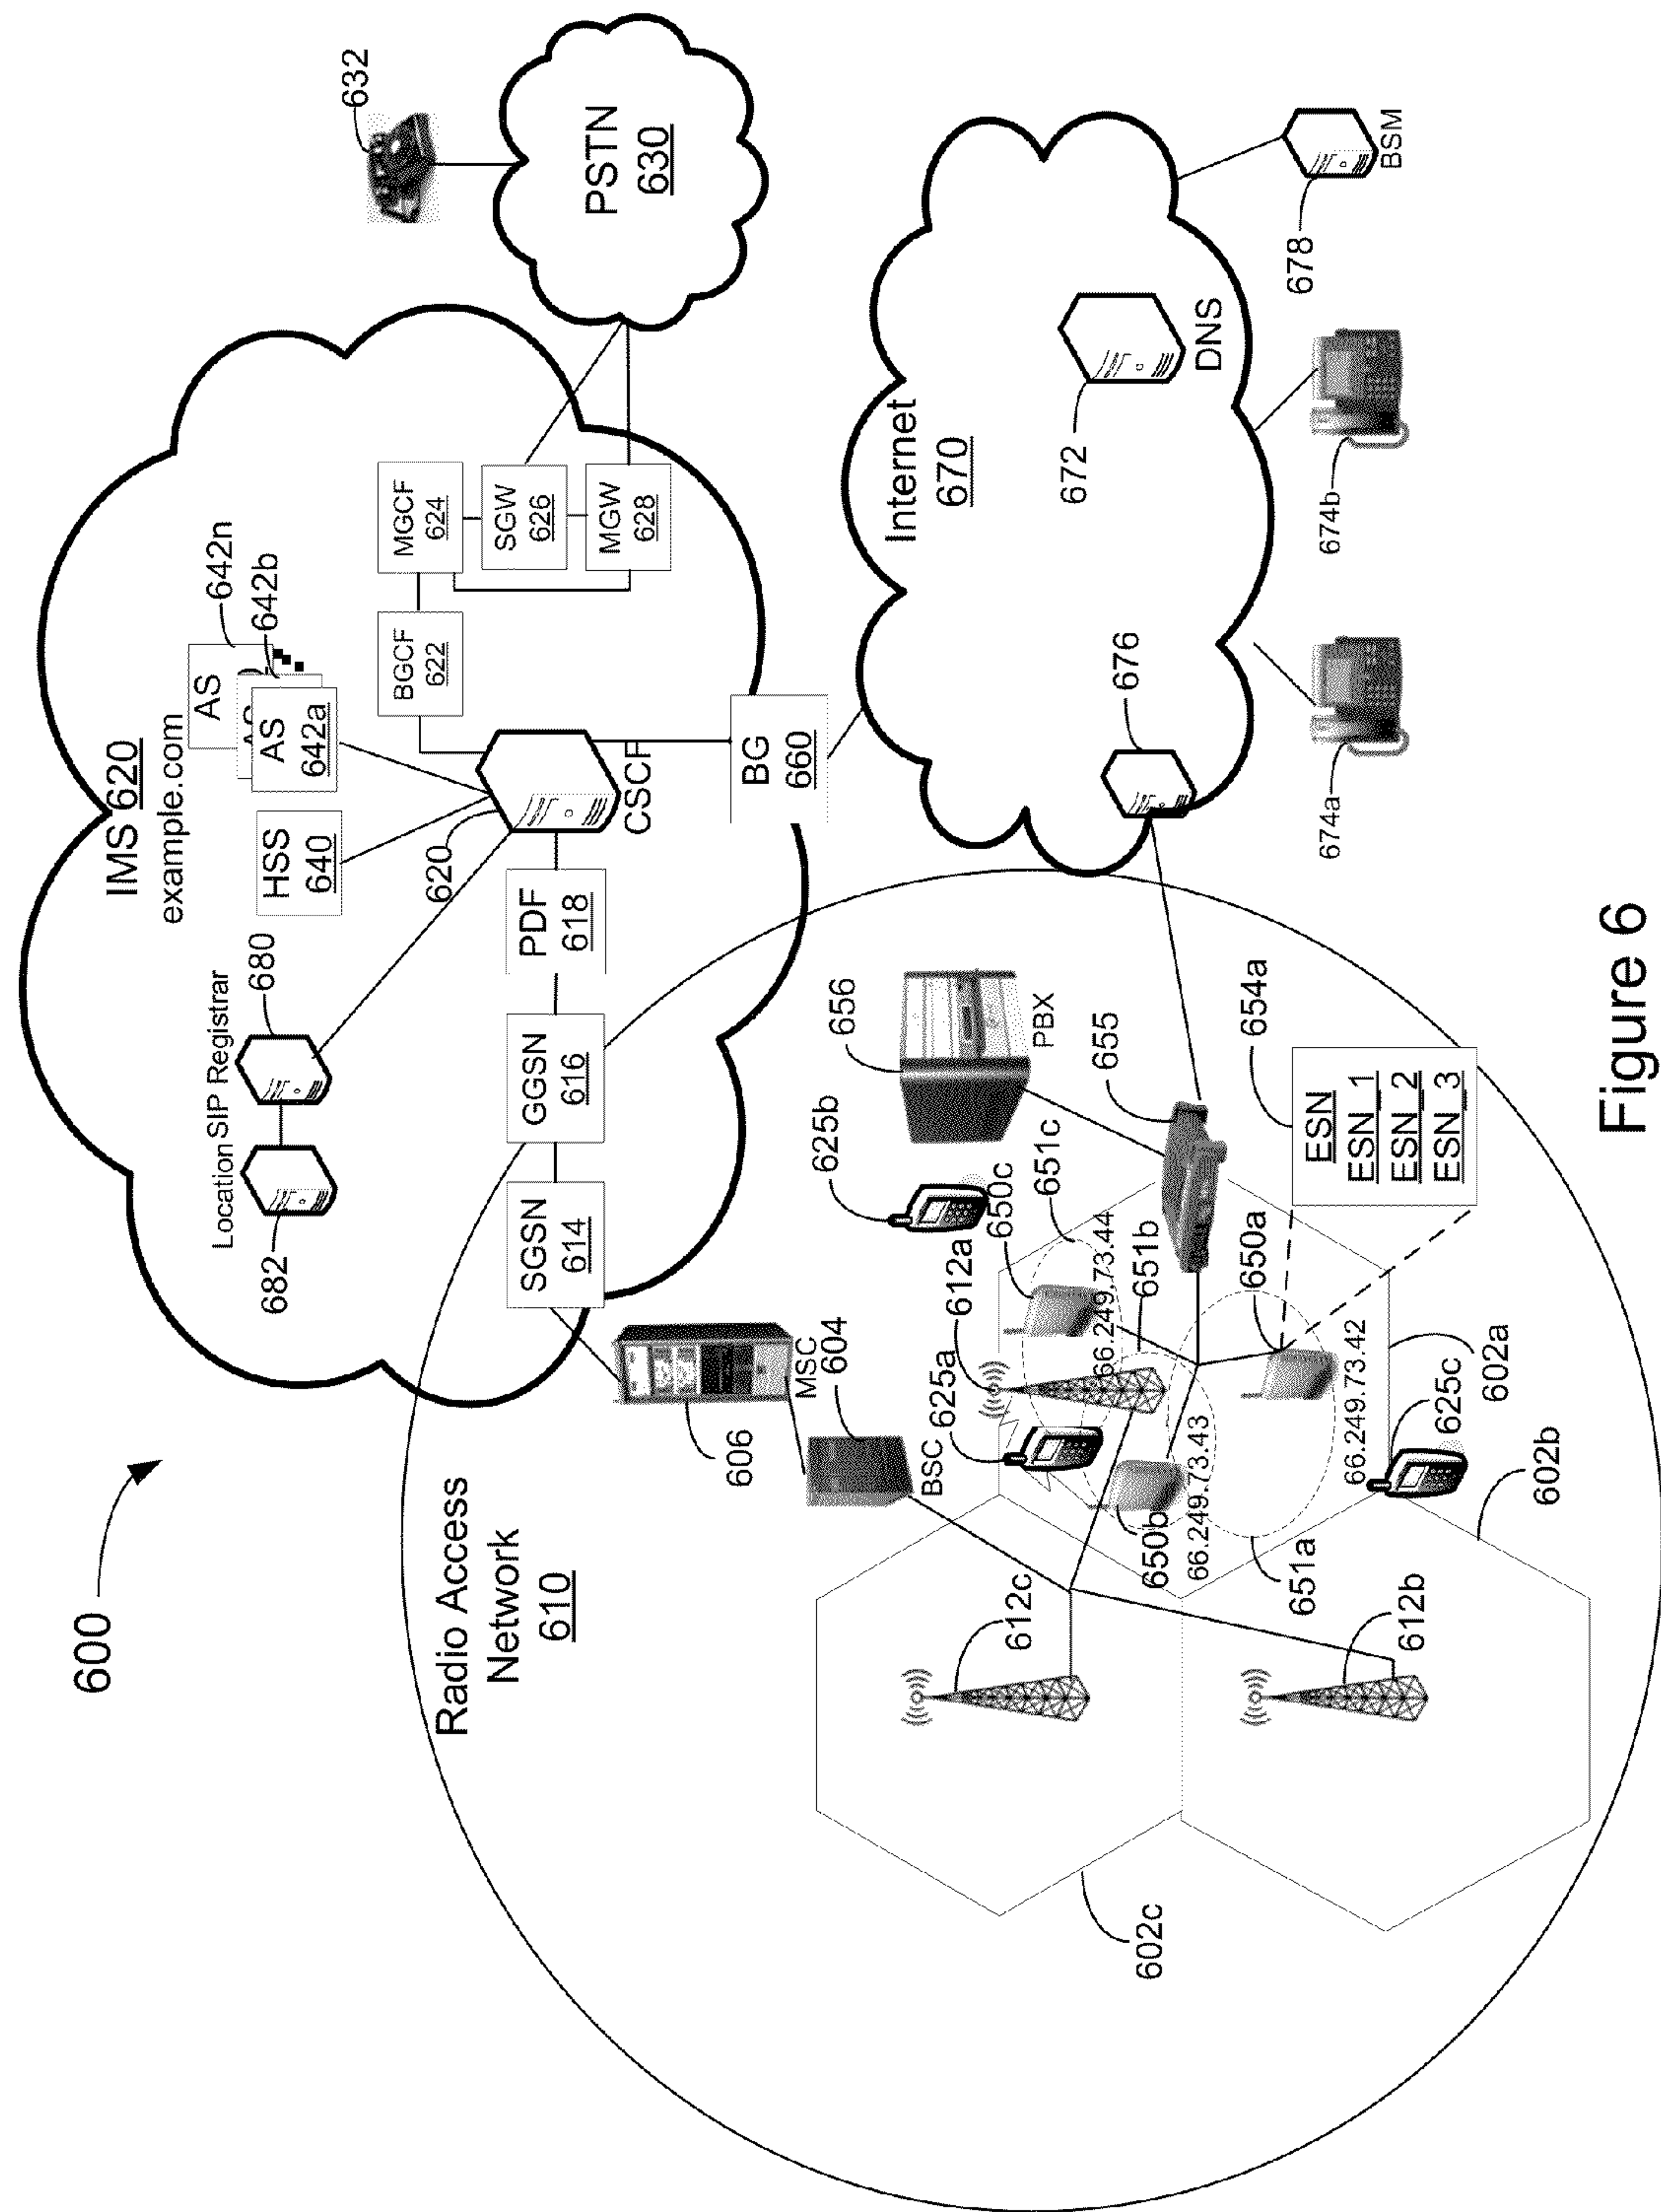 600
IMS 620
example.com
Location
SIP Registrar
682
680
HSS
640
AS
642n
642b
AS
642a
620
CSCF
SGSN
614
GGSN
616
PDF
618
BGCF
622
MGCF
624
SGW
626
MGW
628
BG
660
PSTN
630
632
Radio Access
Network
610
606
MSC
604
BSC
625a
612a
650c
625b
651c
656
PBX
655
66.249.73.44
651b
650a
650b
66.249.73.43
651a
66.249.73.42
625c
602a
602b
612c
612b
602c
654a
ESN
ESN_1
ESN_2
ESN_3
Internet
670
672
DNS
676
674a
674b
678
BSM
Figure 6